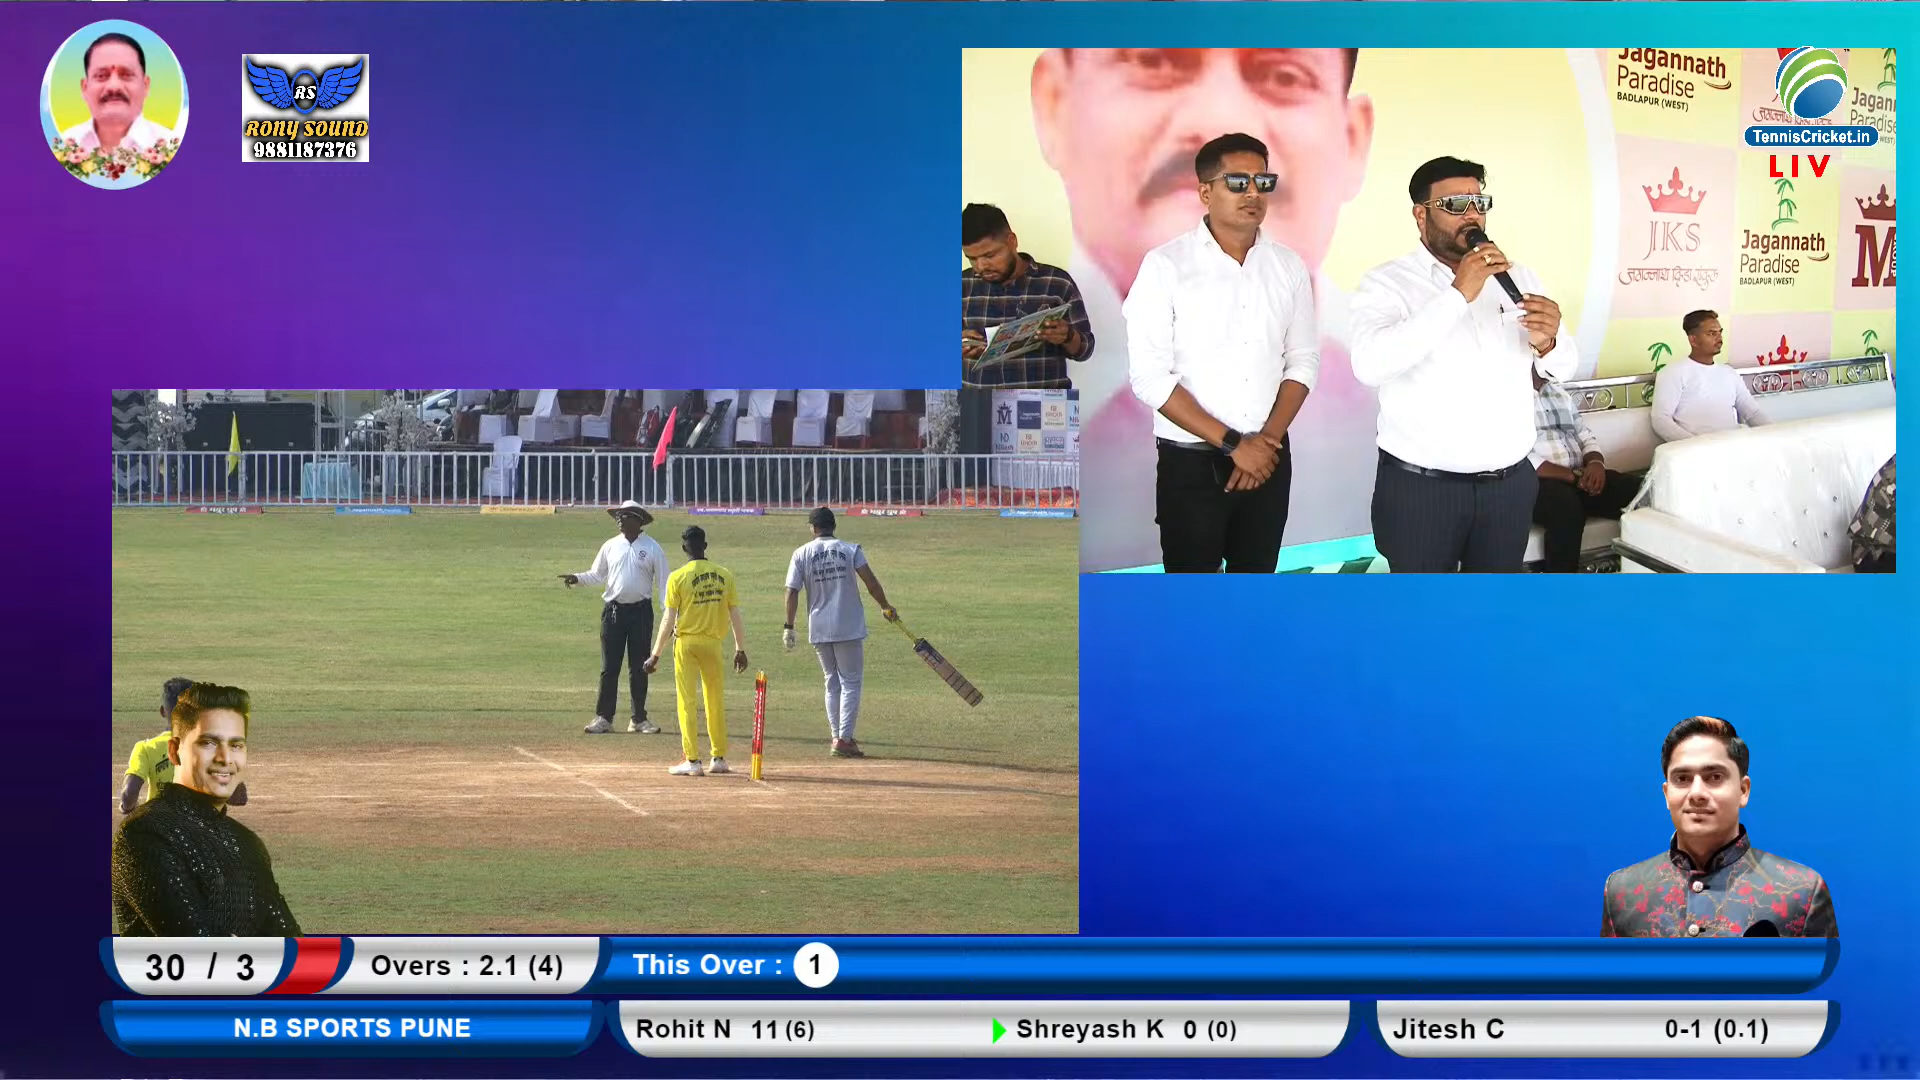 RS
RONY SOUND
9881187376
Jagannath
Paradise
BADLAPUR (WEST)
TennisCricket.in
LIV
JKS
Jagannath
Paradise
BADLAPUR (WEST)
M
30 / 3
Overs : 2.1 (4)
This Over : 1
N.B SPORTS PUNE
Rohit N 11 (6)
Shreyash K 0 (0)
Jitesh C 0-1 (0.1)